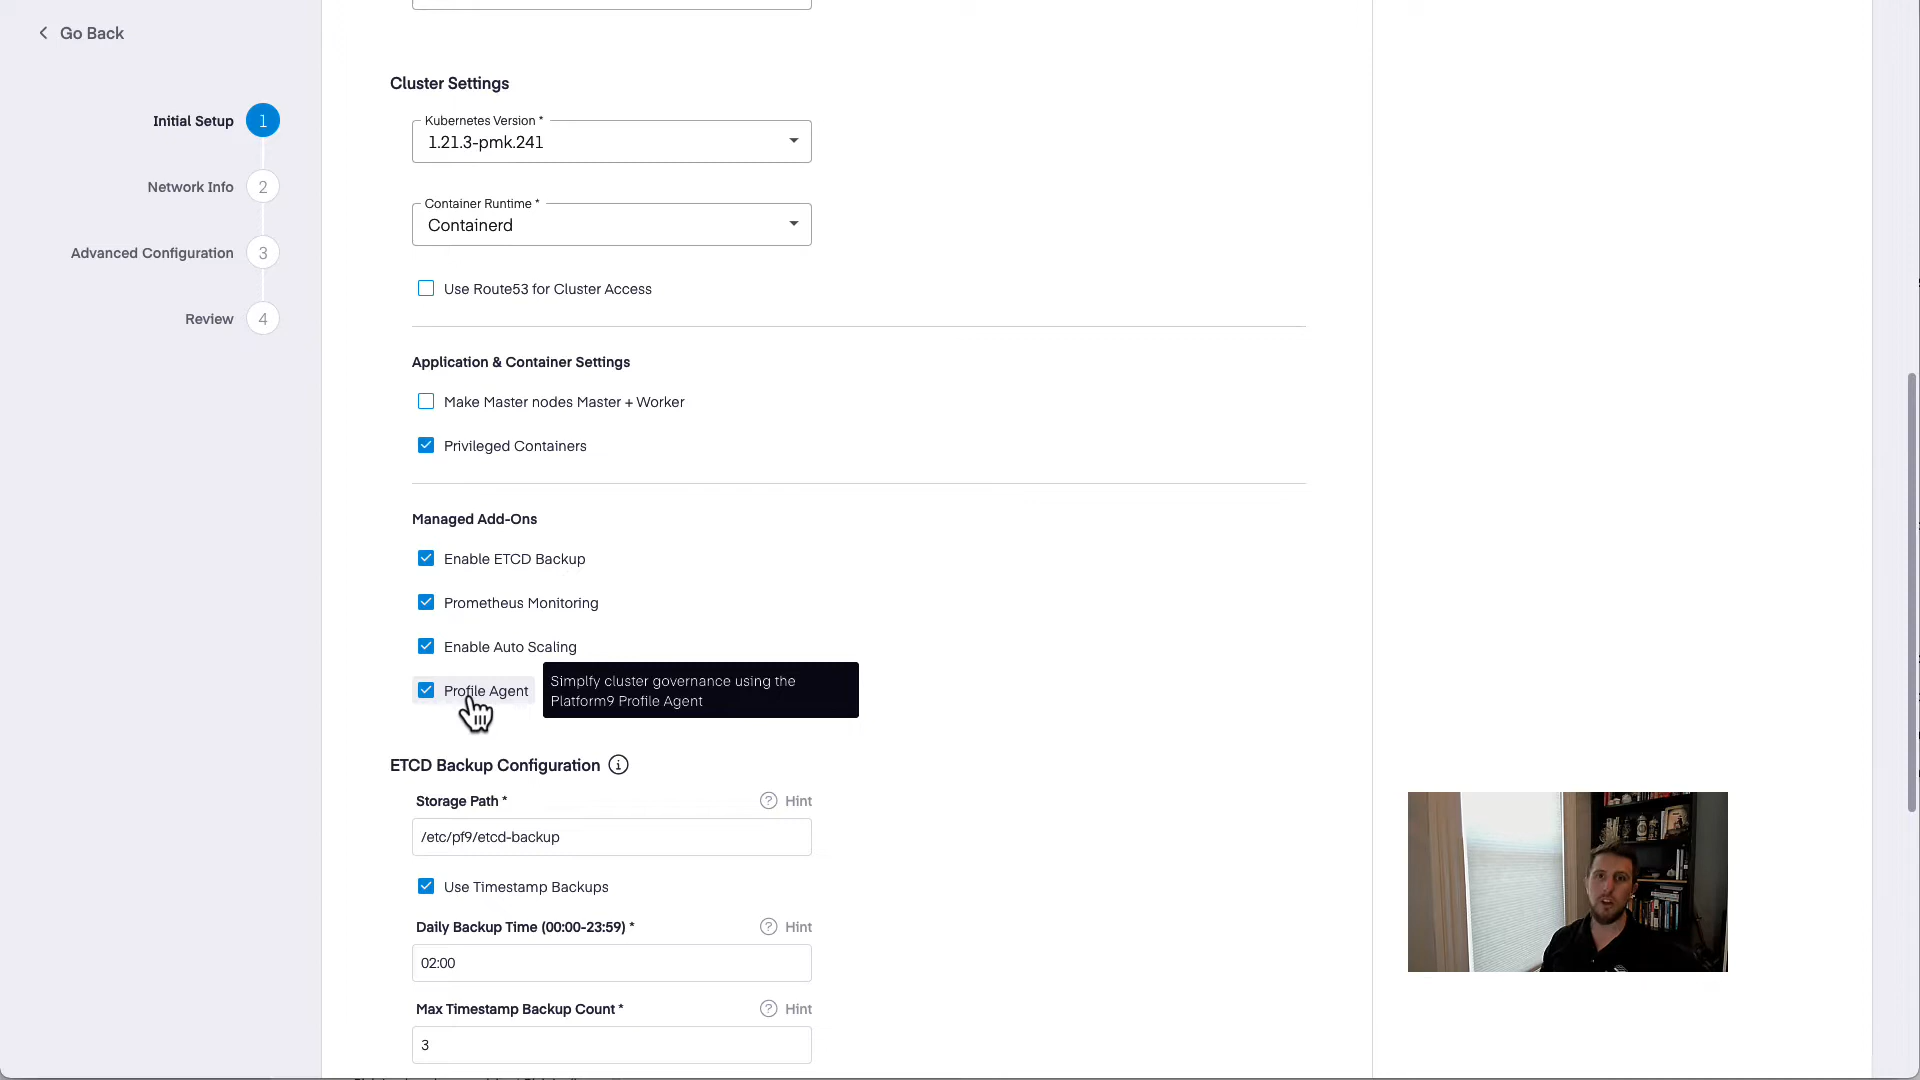 Go Back
Initial Setup 1
Network Info 2
Advanced Configuration 3
Review 4
Cluster Settings
Kubernetes Version *
1.21.3-pmk.241
Container Runtime *
Containerd
Use Route53 for Cluster Access
Application & Container Settings
Make Master nodes Master + Worker
Privileged Containers
Managed Add-Ons
Enable ETCD Backup
Prometheus Monitoring
Enable Auto Scaling
Profile Agent
Simplfy cluster governance using the
Platform9 Profile Agent
ETCD Backup Configuration
Storage Path * Hint
/etc/pf9/etcd-backup
Use Timestamp Backups
Daily Backup Time (00:00-23:59) * Hint
02:00
Max Timestamp Backup Count * Hint
3